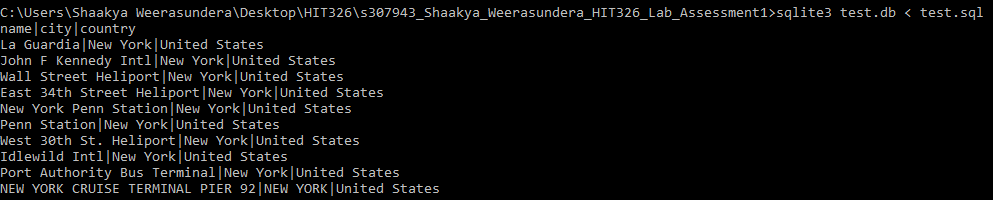 C:\Users\Shaakya Weerasundera\Desktop\HIT326\s307943_Shaakya_Weerasundera_HIT326_Lab_Assessment1>sqlite3 test.db < test.sql
name|city|country
La Guardia|New York|United States
John F Kennedy Intl|New York|United States
Wall Street Heliport|New York|United States
East 34th Street Heliport|New York|United States
New York Penn Station|New York|United States
Penn Station|New York|United States
West 30th St. Heliport|New York|United States
Idlewild Intl|New York|United States
Port Authority Bus Terminal|New York|United States
NEW YORK CRUISE TERMINAL PIER 92|NEW YORK|United States